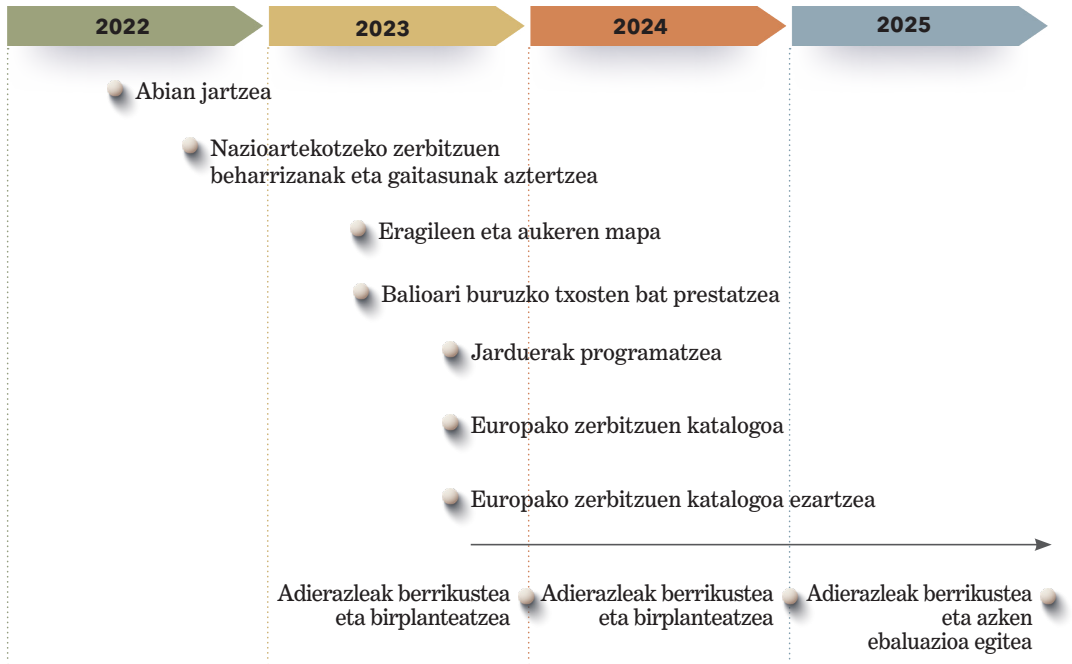 2022
2023
2024
2025
Abian jartzea
Nazioartekotzeko zerbitzuen
beharrizanak eta gaitasunak aztertzea
Eragileen eta aukeren mapa
Balioari buruzko txosten bat prestatzea
Jarduerak programatzea
Europako zerbitzuen katalogoa
Europako zerbitzuen katalogoa ezartzea
Adierazleak berrikustea
eta birplanteatzea
Adierazleak berrikustea
eta birplanteatzea
Adierazleak berrikustea
eta azken
ebaluazioa egitea